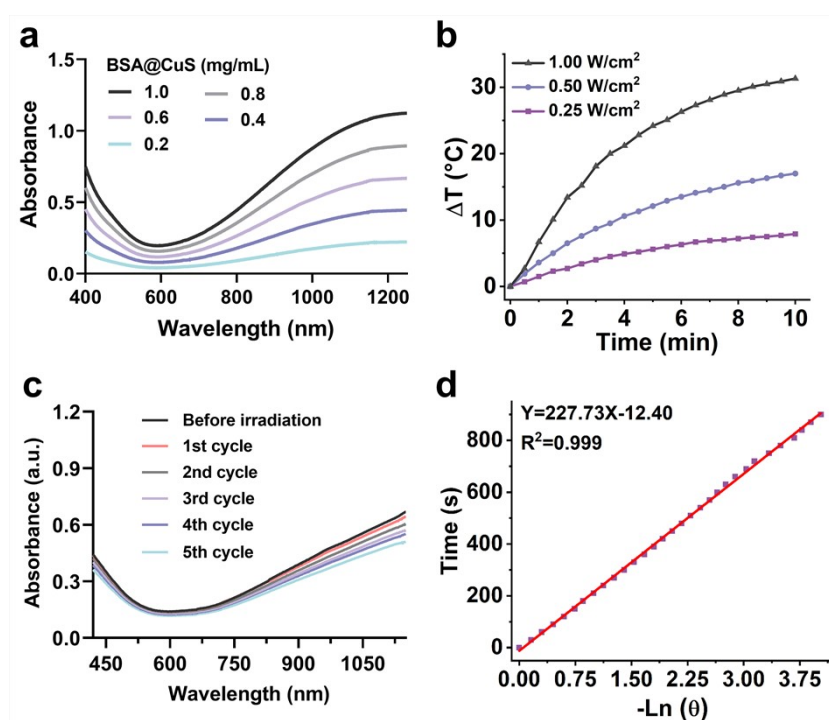 a
BSA@CuS (mg/mL)
1.0 0.8
0.6 0.4
0.2
Absorbance
1.5
1.0
0.5
0.0
400 600 800 1000 1200
Wavelength (nm)
b
1.00 W/cm²
0.50 W/cm²
0.25 W/cm²
ΔT (°C)
30
20
10
0
0 2 4 6 8 10
Time (min)
c
Before irradiation
1st cycle
2nd cycle
3rd cycle
4th cycle
5th cycle
Absorbance (a.u.)
1.2
0.9
0.6
0.3
0.0
450 600 750 900 1050
Wavelength (nm)
d
Y=227.73X-12.40
R²=0.999
Time (s)
800
600
400
200
0
0.00 0.75 1.50 2.25 3.00 3.75
-Ln (θ)